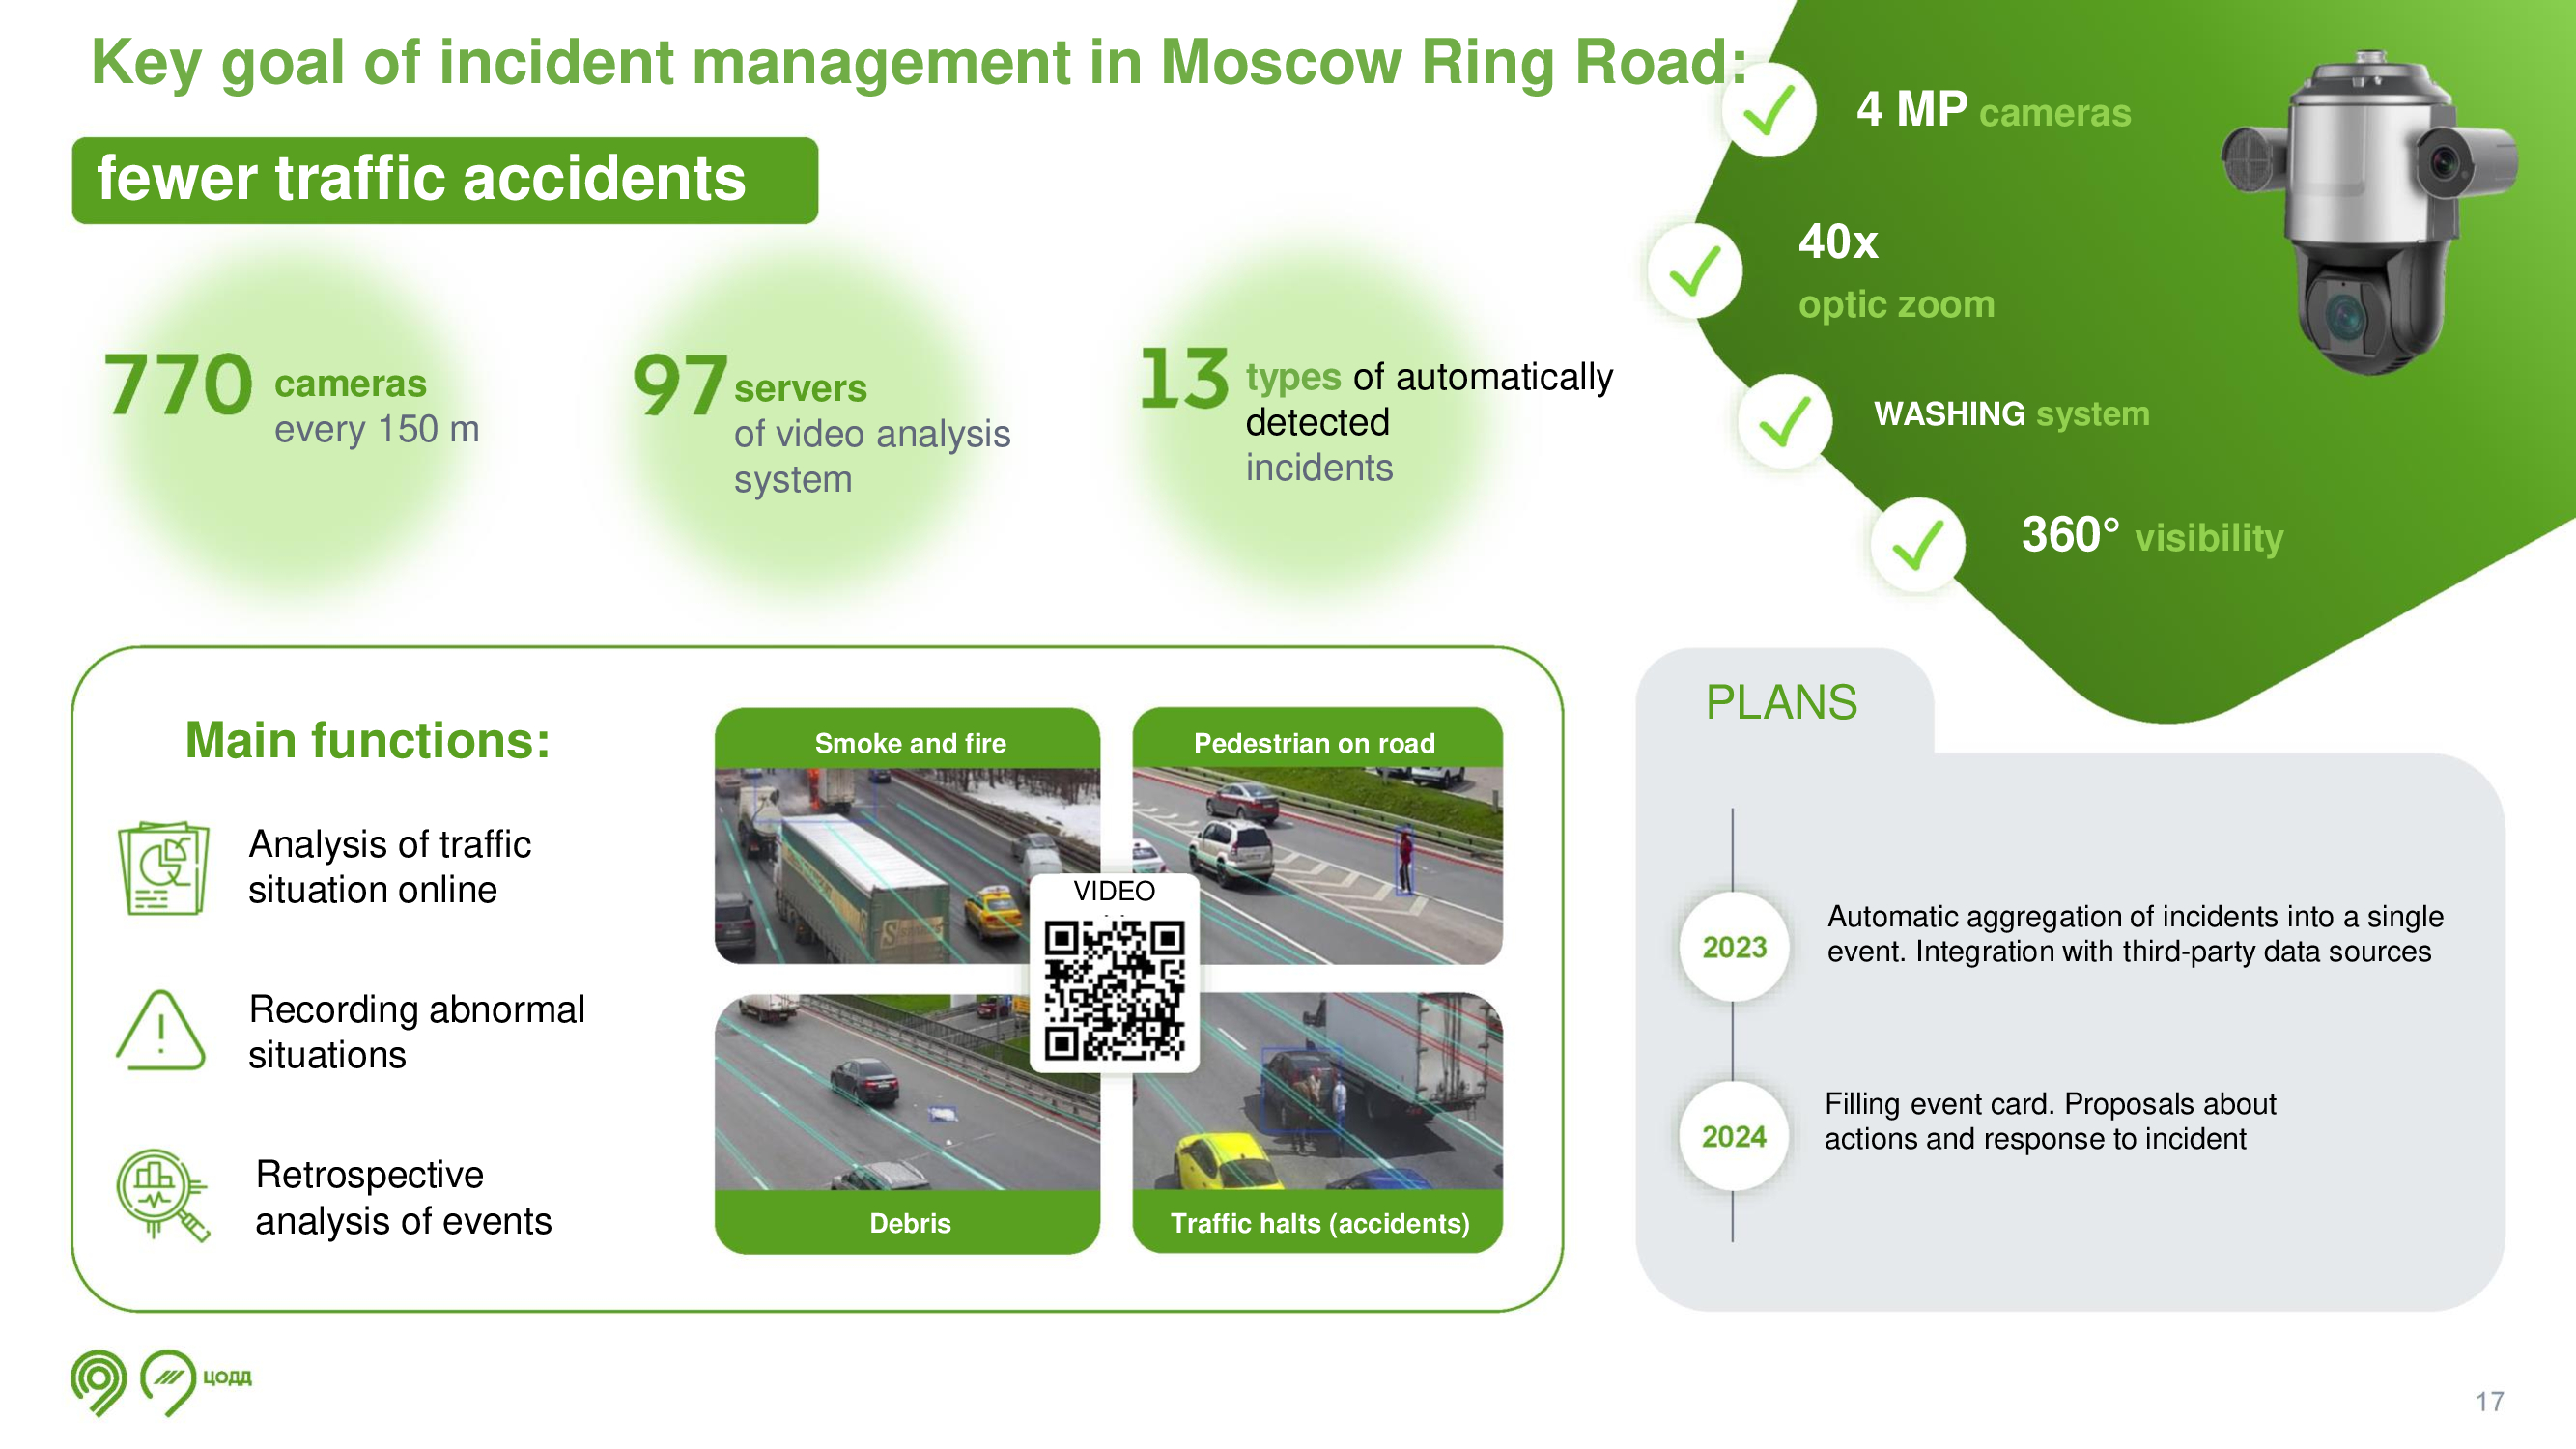 Key goal of incident management in Moscow Ring Road:
fewer traffic accidents
770 cameras
every 150 m
97 servers
of video analysis
system
13 types of automatically
detected
incidents
4 MP cameras
40x
optic zoom
WASHING system
360° visibility
Main functions:
Analysis of traffic
situation online
Recording abnormal
situations
Retrospective
analysis of events
Smoke and fire
Pedestrian on road
VIDEO
Debris
Traffic halts (accidents)
PLANS
2023
Automatic aggregation of incidents into a single
event. Integration with third-party data sources
2024
Filling event card. Proposals about
actions and response to incident
ЦОДД
17